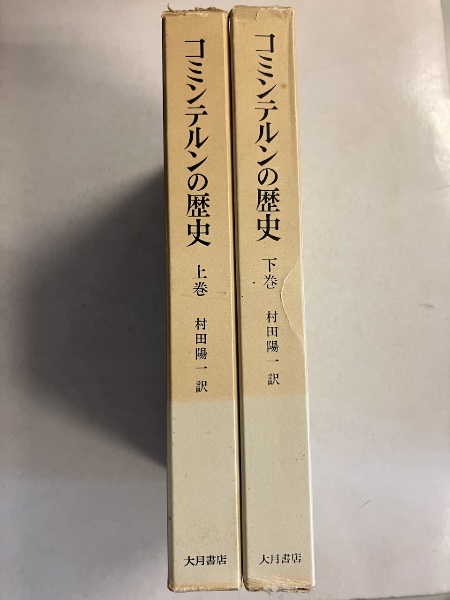 コミンテルンの歴史
上巻
村田陽一訳
大月書店
コミンテルンの歴史
下巻
村田陽一訳
大月書店